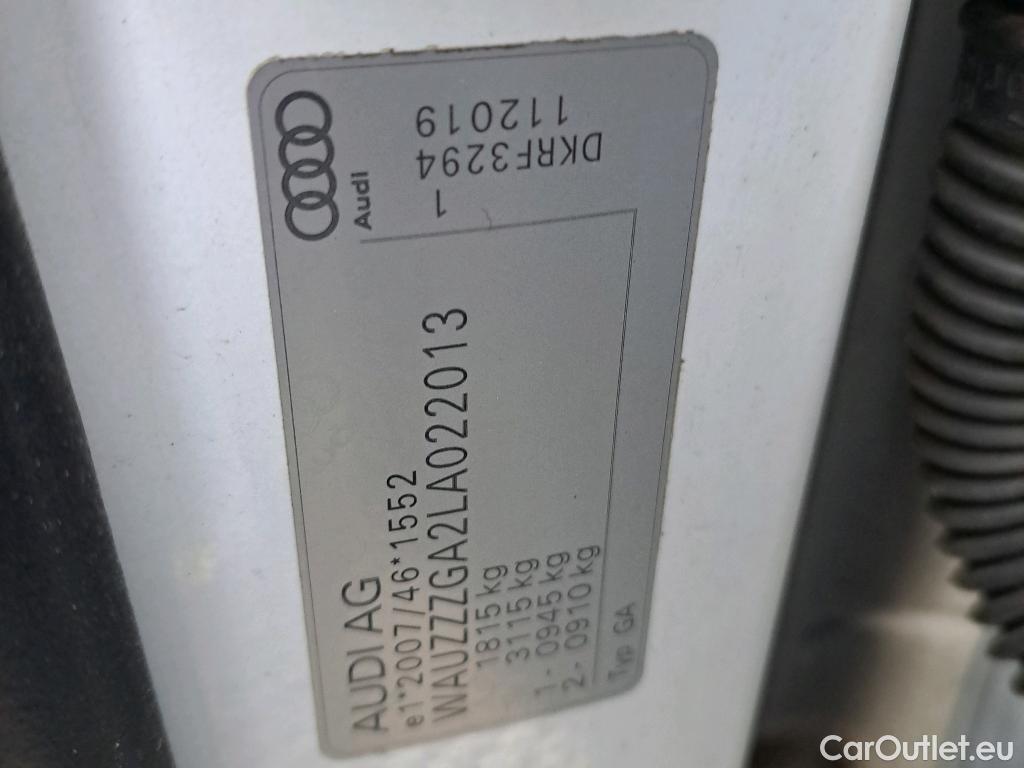 AUDI AG
e1*2007/46*1552
WAUZZZGA2LA022013
1815 kg
3115 kg
1- 0945 kg
2- 0910 kg
Typ GA
Audi
1
DKRF3294
112019
CarOutlet.eu